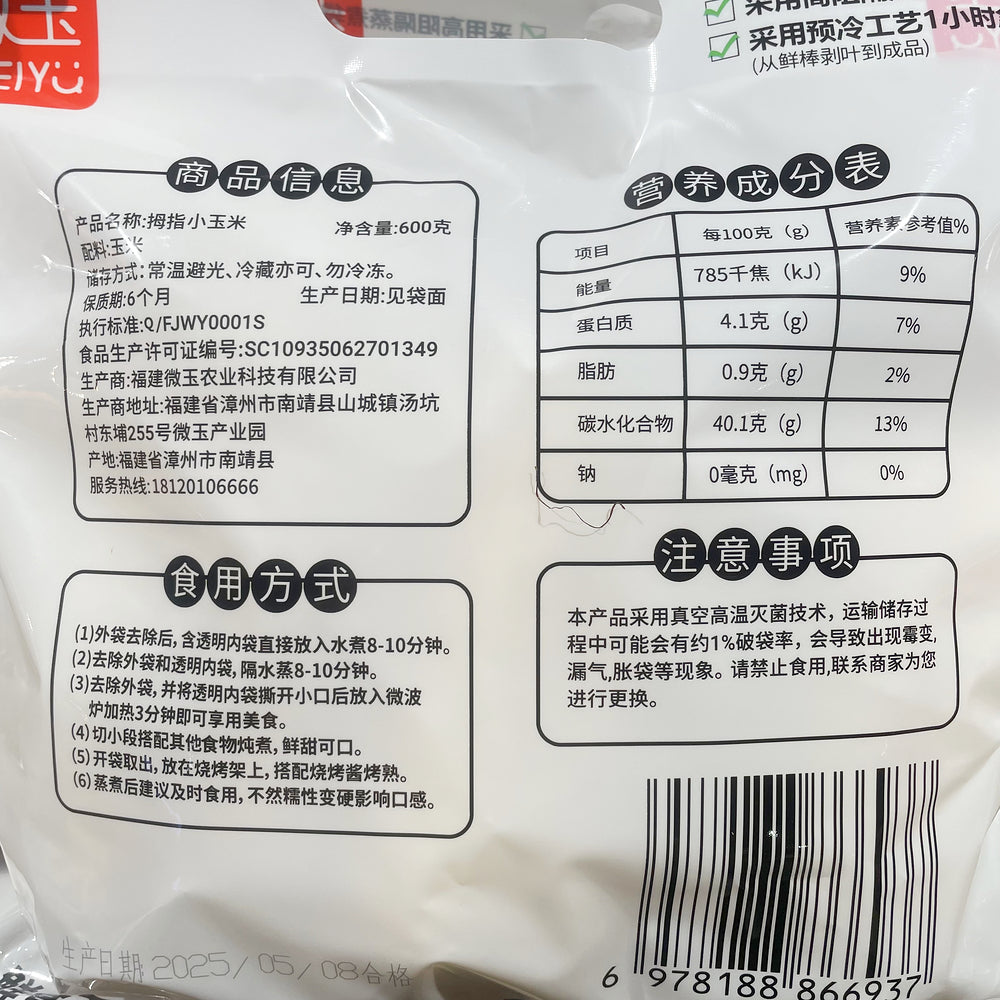 EIYÜ
采用预冷工艺1小时
(从鲜棒剥叶到成品)
商品信息
产品名称:拇指小玉米 净含量:600克
配料:玉米
储存方式:常温避光、冷藏亦可、勿冷冻。
保质期:6个月 生产日期:见袋面
执行标准:Q/FJWY0001S
食品生产许可证编号:SC10935062701349
生产商:福建微玉农业科技有限公司
生产商地址:福建省漳州市南靖县山城镇汤坑
村东埔255号微玉产业园
产地:福建省漳州市南靖县
服务热线:18120106666
营养成分表
项目 每100克（g） 营养素参考值%
能量 785千焦（kJ） 9%
蛋白质 4.1克（g） 7%
脂肪 0.9克（g） 2%
碳水化合物 40.1克（g） 13%
钠 0毫克（mg） 0%
食用方式
(1)外袋去除后,含透明内袋直接放入水煮8-10分钟。
(2)去除外袋和透明内袋,隔水蒸8-10分钟。
(3)去除外袋,并将透明内袋撕开小口后放入微波
炉加热3分钟即可享用美食。
(4)切小段搭配其他食物炖煮,鲜甜可口。
(5)开袋取出,放在烧烤架上,搭配烧烤酱烤熟。
(6)蒸煮后建议及时食用,不然糯性变硬影响口感。
注意事项
本产品采用真空高温灭菌技术，运输储存过
程中可能会有约1%破袋率，会导致出现霉变,
漏气,胀袋等现象。请禁止食用,联系商家为您
进行更换。
生产日期 2025/05/08合格
6 978188 866937